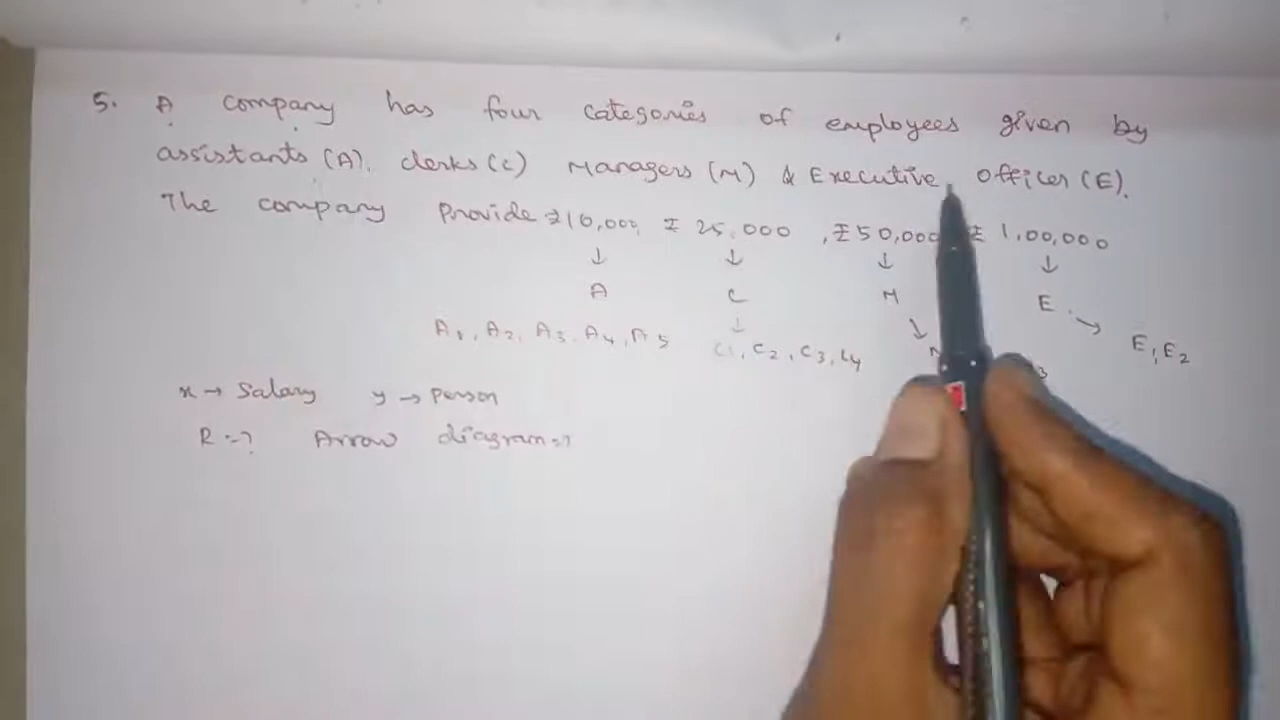 5. A company has four categories of employees given by
assistants (A), clerks (C) Managers (M) & Executive Officer (E).
The company Provide ₹10,000, ₹ 25,000, ₹50,000 ₹ 1,00,000
↓ ↓ ↓ ↓
A C M E
A1, A2, A3, A4, A5 C1, C2, C3, C4 E1, E2
x → Salary y → person
R=? Arrow diagram=?